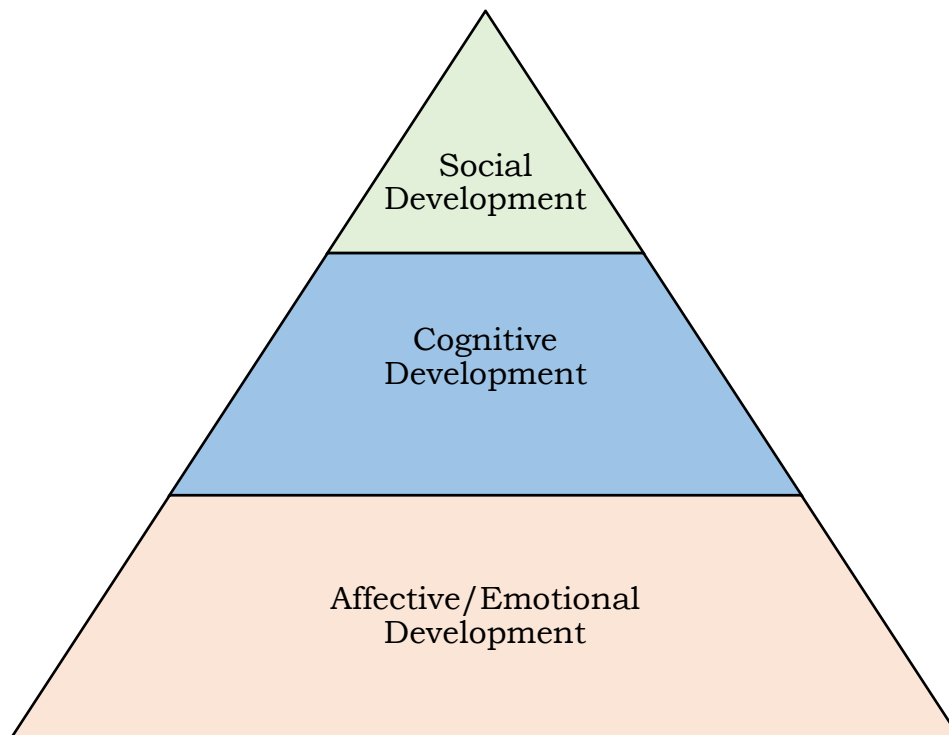 Social
Development
Cognitive
Development
Affective/Emotional
Development